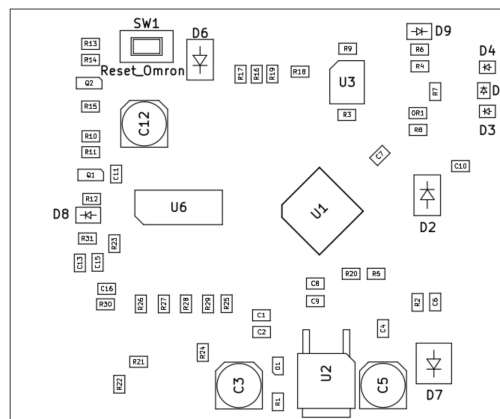 SW1
D6
D9
R13
R9
R6
D4
R14
Reset_Omron
R17
R16
R19
R18
R4
Q2
U3
R7
D
R15
C12
R3
OR1
D3
R10
R8
R11
C7
C10
Q1
C11
R12
U6
U1
D2
D8
R31
R23
C13
C15
R20
R5
C16
C8
R30
R26
R27
R28
R29
R25
C9
R2
C6
C1
C2
C4
R24
R21
D1
U2
C3
C5
R22
R1
D7